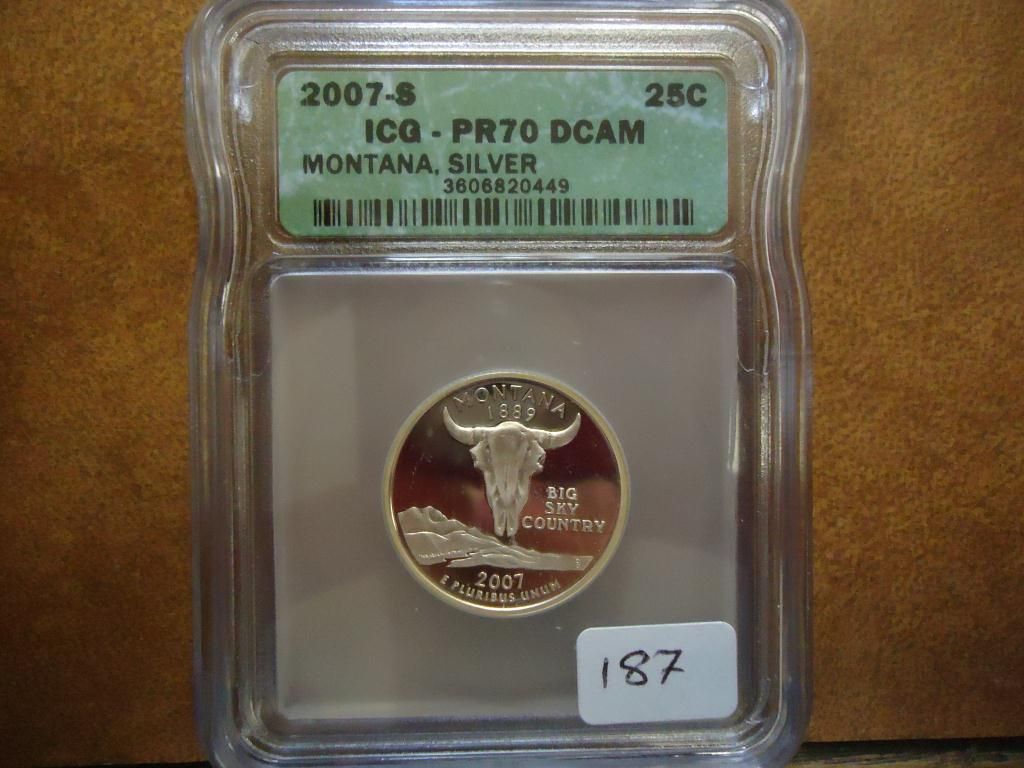 2007-S 25C
ICG - PR70 DCAM
MONTANA, SILVER
3606820449
MONTANA
1889
BIG
SKY
COUNTRY
2007
E PLURIBUS UNUM
187